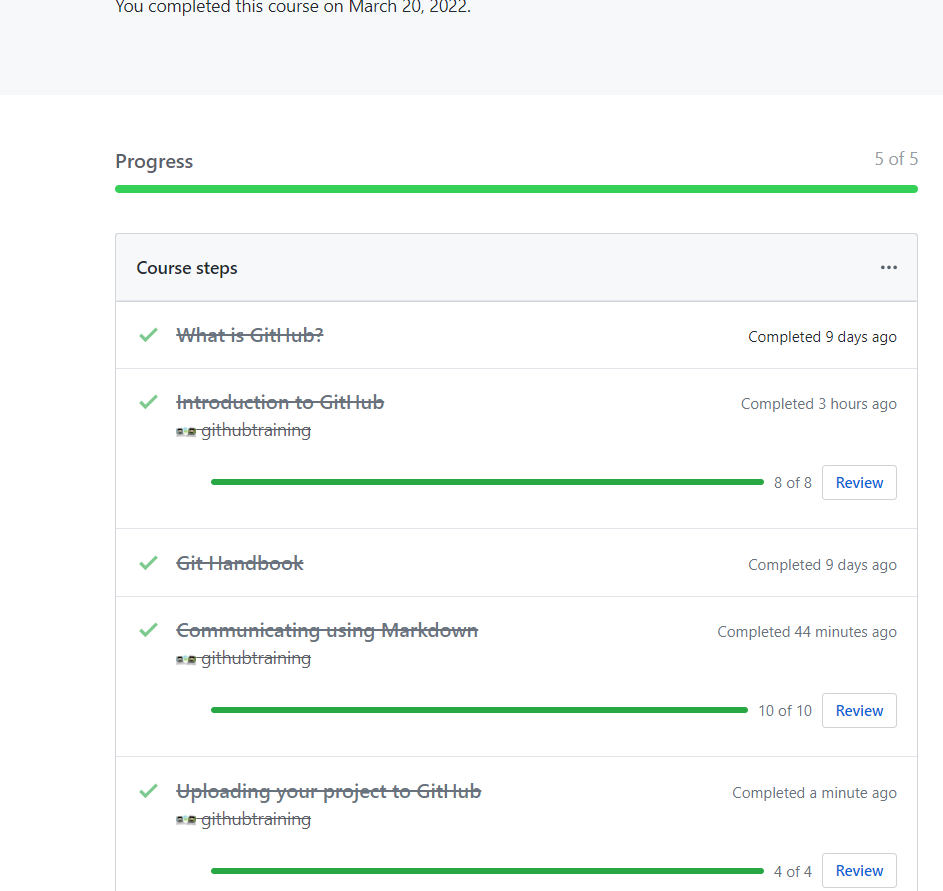 You completed this course on March 20, 2022.
Progress 5 of 5
Course steps ...
What is GitHub? Completed 9 days ago
Introduction to GitHub Completed 3 hours ago
githubtraining
8 of 8 Review
Git Handbook Completed 9 days ago
Communicating using Markdown Completed 44 minutes ago
githubtraining
10 of 10 Review
Uploading your project to GitHub Completed a minute ago
githubtraining
4 of 4 Review